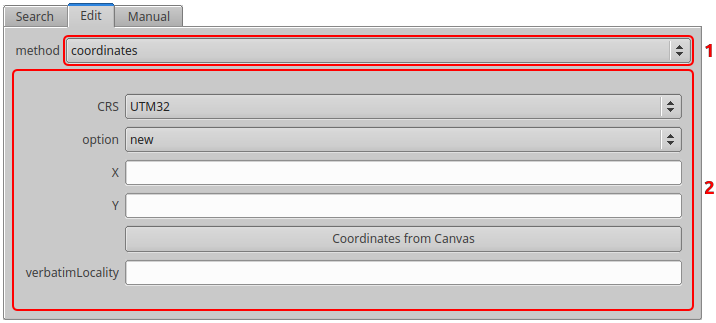 Search Edit Manual
method coordinates 1
CRS UTM32
option new
X
2
Y
Coordinates from Canvas
verbatimLocality